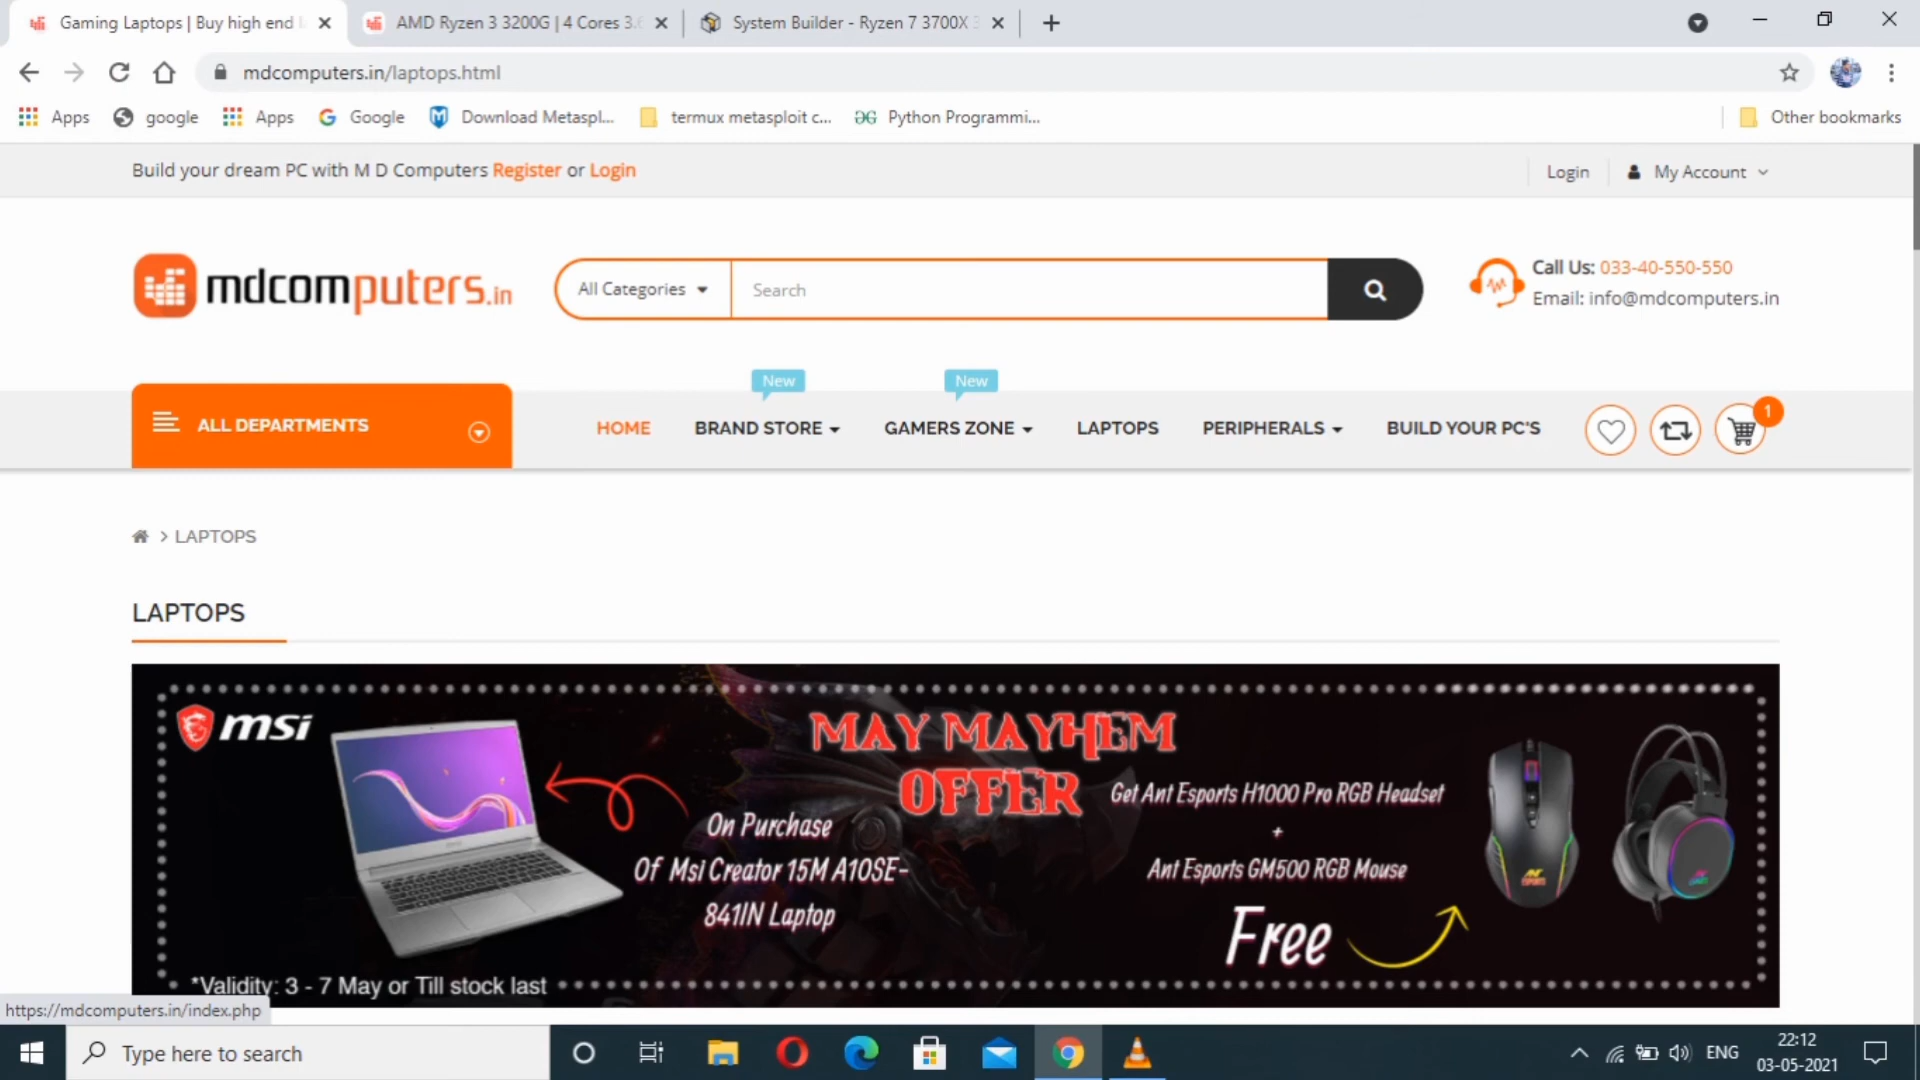 Gaming Laptops | Buy high end l
AMD Ryzen 3 3200G | 4 Cores 3.6
System Builder - Ryzen 7 3700X 3
mdcomputers.in/laptops.html
Apps
google
Apps
Google
Download Metaspl...
termux metasploit c...
Python Programmi...
Other bookmarks
Build your dream PC with M D Computers Register or Login
Login
My Account
mdcomputers.in
All Categories
Search
Call Us: 033-40-550-550
Email: info@mdcomputers.in
New
New
ALL DEPARTMENTS
HOME
BRAND STORE
GAMERS ZONE
LAPTOPS
PERIPHERALS
BUILD YOUR PC'S
1
> LAPTOPS
LAPTOPS
msi
MAY MAYHEM
OFFER
On Purchase
Of Msi Creator 15M A10SE-
841IN Laptop
Get Ant Esports H1000 Pro RGB Headset
+
Ant Esports GM500 RGB Mouse
Free
*Validity: 3 - 7 May or Till stock last
https://mdcomputers.in/index.php
Type here to search
ENG
22:12
03-05-2021